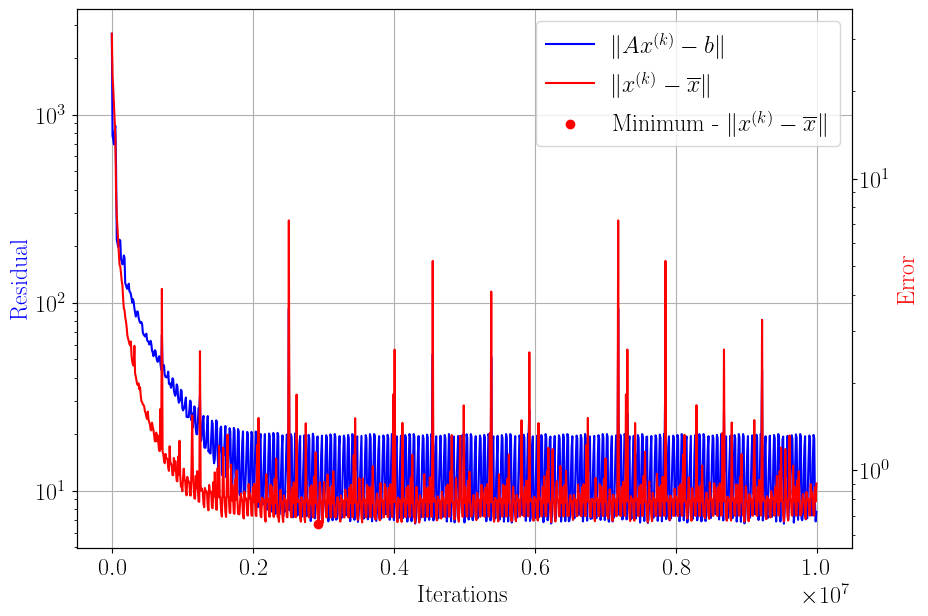 ‖Ax^(k) − b‖
‖x^(k) − x̅‖
Minimum - ‖x^(k) − x̅‖
10^3
10^2
10^1
Residual
10^1
10^0
Error
0.0 0.2 0.4 0.6 0.8 1.0
Iterations
×10^7